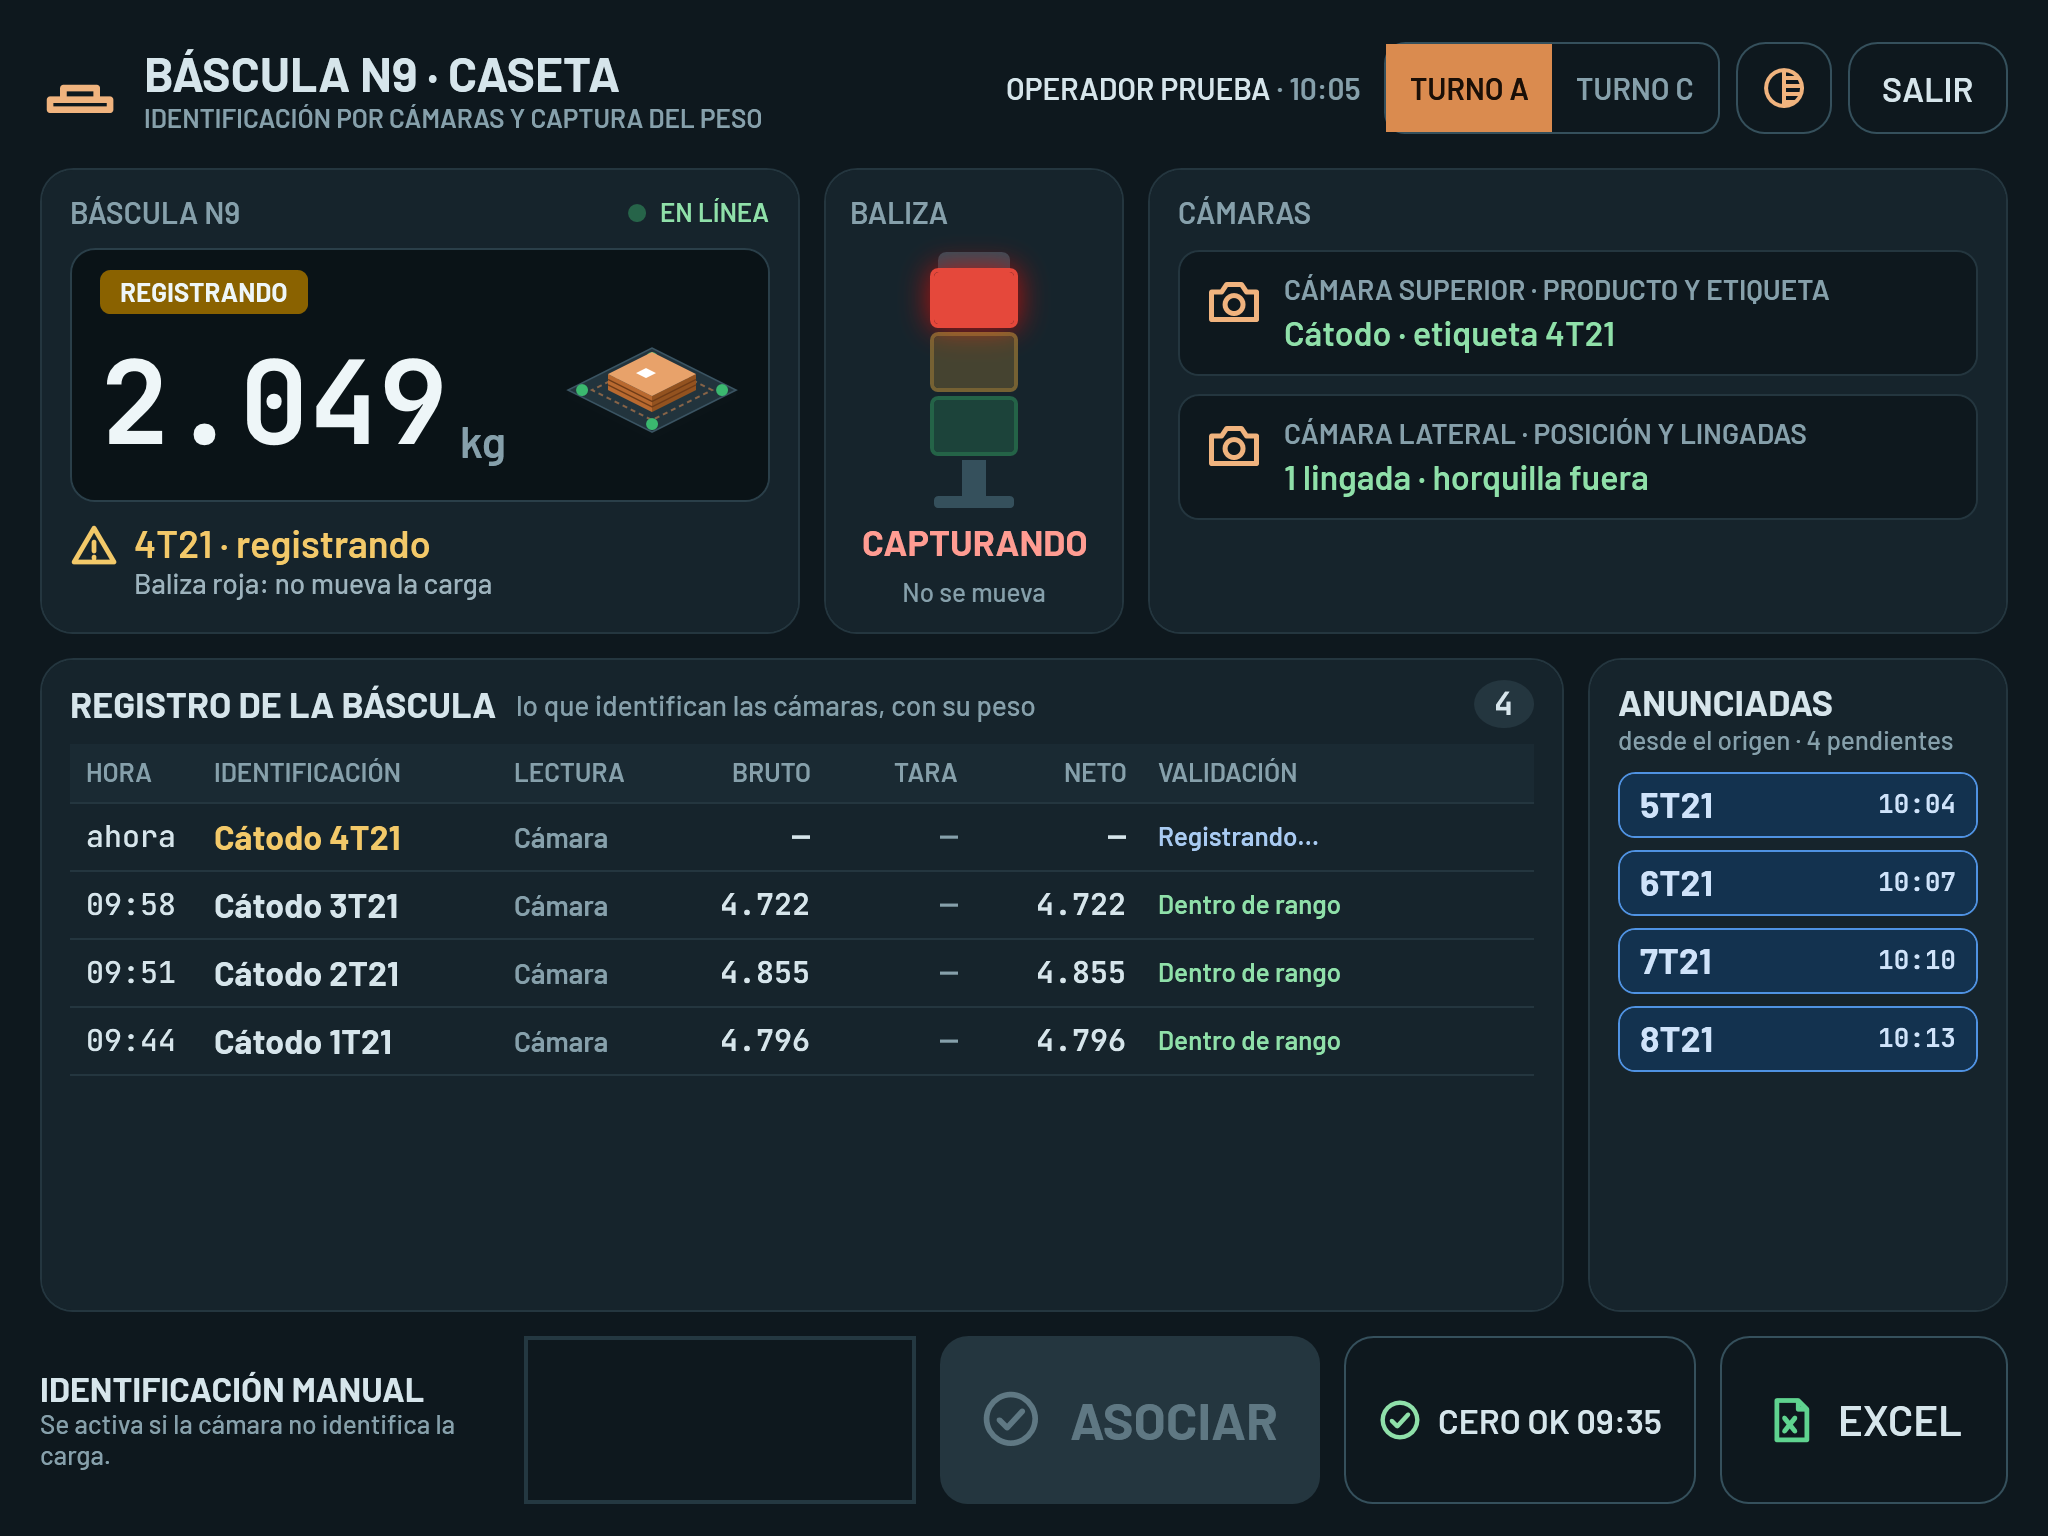 BÁSCULA N9 · CASETA
IDENTIFICACIÓN POR CÁMARAS Y CAPTURA DEL PESO
OPERADOR PRUEBA · 10:05
TURNO A
TURNO C
SALIR
BÁSCULA N9
EN LÍNEA
REGISTRANDO
2.049 kg
4T21 · registrando
Baliza roja: no mueva la carga
BALIZA
CAPTURANDO
No se mueva
CÁMARAS
CÁMARA SUPERIOR · PRODUCTO Y ETIQUETA
Cátodo · etiqueta 4T21
CÁMARA LATERAL · POSICIÓN Y LINGADAS
1 lingada · horquilla fuera
REGISTRO DE LA BÁSCULA lo que identifican las cámaras, con su peso 4
HORA IDENTIFICACIÓN LECTURA BRUTO TARA NETO VALIDACIÓN
ahora Cátodo 4T21 Cámara — — — Registrando...
09:58 Cátodo 3T21 Cámara 4.722 — 4.722 Dentro de rango
09:51 Cátodo 2T21 Cámara 4.855 — 4.855 Dentro de rango
09:44 Cátodo 1T21 Cámara 4.796 — 4.796 Dentro de rango
ANUNCIADAS
desde el origen · 4 pendientes
5T21 10:04
6T21 10:07
7T21 10:10
8T21 10:13
IDENTIFICACIÓN MANUAL
Se activa si la cámara no identifica la
carga.
ASOCIAR
CERO OK 09:35
EXCEL